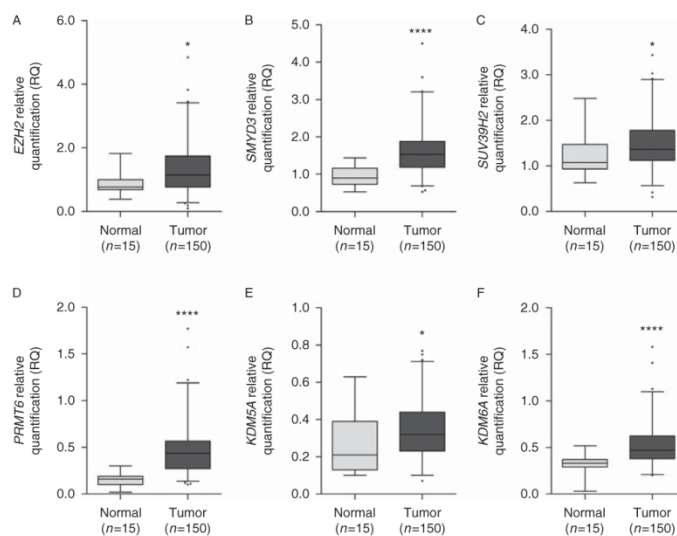 A
EZH2 relative
quantification (RQ)
6.0
4.0
2.0
0.0
*
Normal
(n=15)
Tumor
(n=150)
B
SMYD3 relative
quantification (RQ)
5.0
4.0
3.0
2.0
1.0
0.0
****
Normal
(n=15)
Tumor
(n=150)
C
SUV39H2 relative
quantification (RQ)
4.0
3.0
2.0
1.0
0.0
*
Normal
(n=15)
Tumor
(n=150)
D
PRMT6 relative
quantification (RQ)
2.0
1.5
1.0
0.5
0.0
****
Normal
(n=15)
Tumor
(n=150)
E
KDM5A relative
quantification (RQ)
1.0
0.8
0.6
0.4
0.2
0.0
*
Normal
(n=15)
Tumor
(n=150)
F
KDM6A relative
quantification (RQ)
2.0
1.5
1.0
0.5
0.0
****
Normal
(n=15)
Tumor
(n=150)